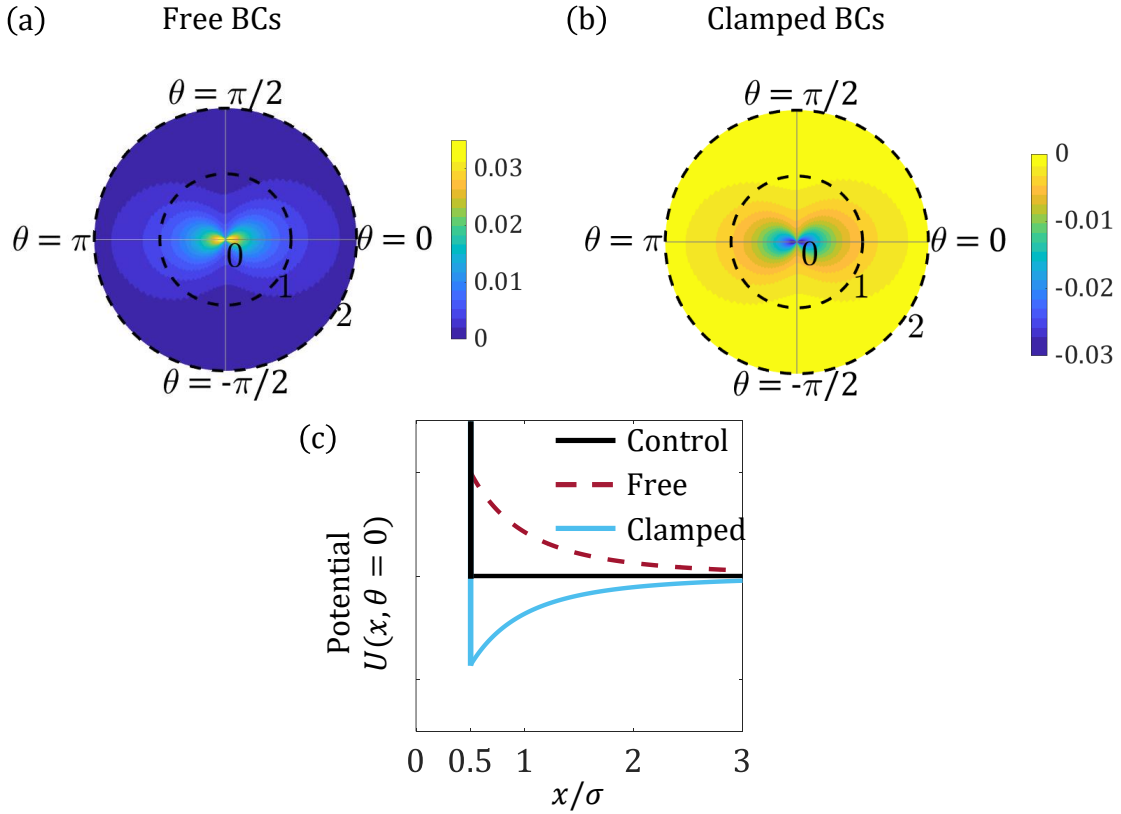 (a) Free BCs
(b) Clamped BCs
θ = π/2
θ = π
θ = 0
0
1
2
θ = -π/2
0.03
0.02
0.01
0
θ = π/2
θ = π
θ = 0
0
1
2
θ = -π/2
0
-0.01
-0.02
-0.03
(c)
Control
Free
Clamped
Potential
U(x, θ = 0)
0 0.5 1 2 3
x/σ